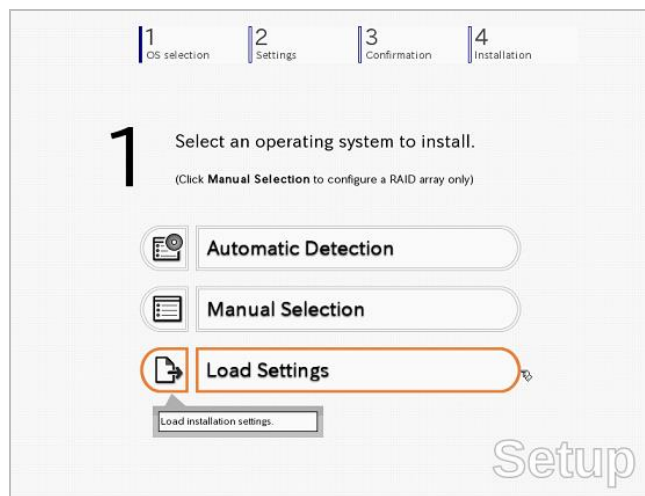 1
OS selection
2
Settings
3
Confirmation
4
Installation
1
Select an operating system to install.
(Click Manual Selection to configure a RAID array only)
Automatic Detection
Manual Selection
Load Settings
Load installation settings.
Setup